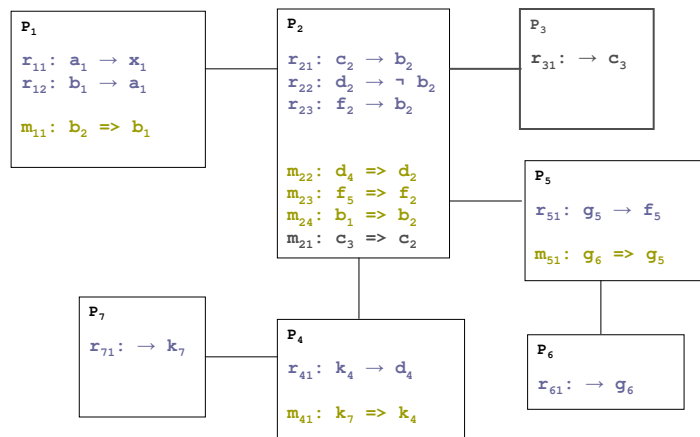 P₁
r₁₁: a₁ → x₁
r₁₂: b₁ → a₁
m₁₁: b₂ => b₁
P₂
r₂₁: c₂ → b₂
r₂₂: d₂ → ¬ b₂
r₂₃: f₂ → b₂
m₂₂: d₄ => d₂
m₂₃: f₅ => f₂
m₂₄: b₁ => b₂
m₂₁: c₃ => c₂
P₃
r₃₁: → c₃
P₅
r₅₁: g₅ → f₅
m₅₁: g₆ => g₅
P₇
r₇₁: → k₇
P₄
r₄₁: k₄ → d₄
m₄₁: k₇ => k₄
P₆
r₆₁: → g₆